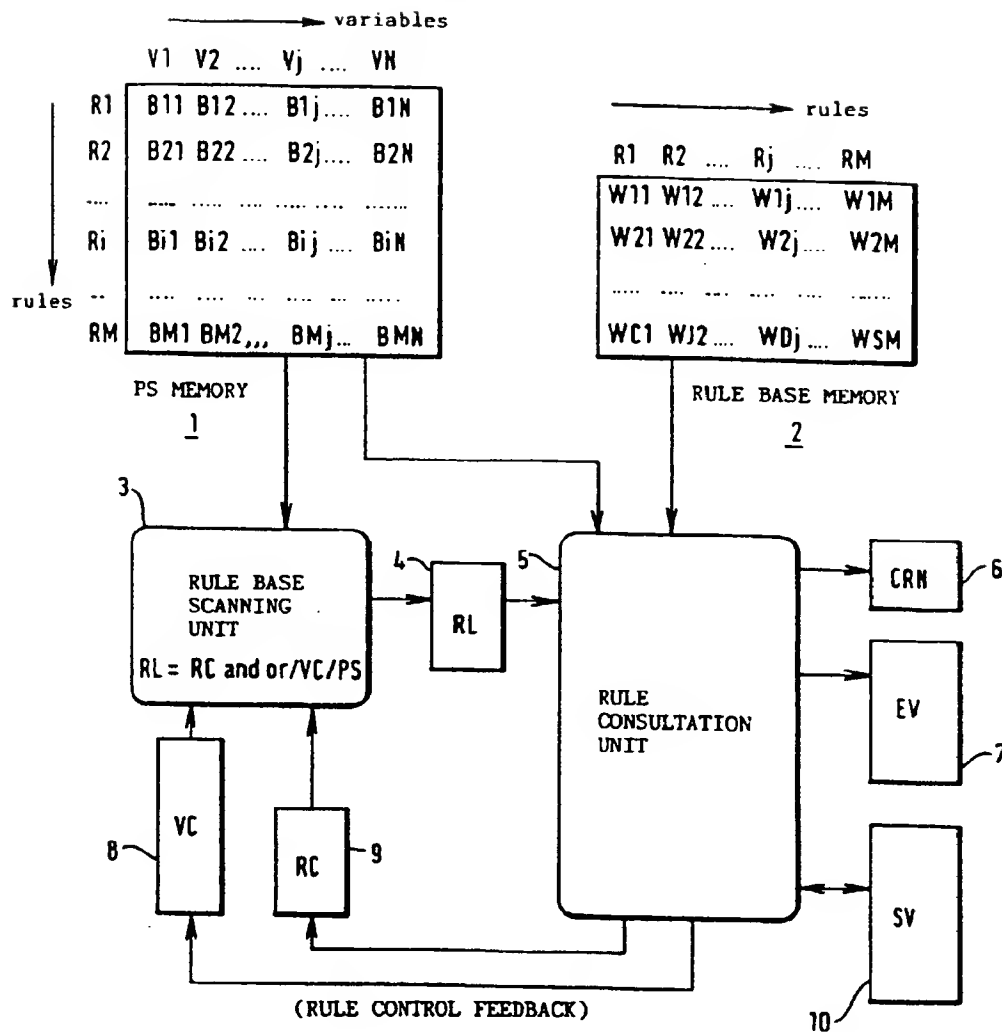 variables
V1 V2 .... Vj .... VN
R1 B11 B12 .... B1j .... B1N
R2 B21 B22 .... B2j .... B2N
.... ..... ..... ..... ..... .......
Ri Bi1 Bi2 .... Bij .... BiN
rules
.. .... .... .... .... ... .....
RM BM1 BM2,,, BMj... BMN
PS MEMORY
1
rules
R1 R2 .... Rj .... RM
W11 W12 .... W1j .... W1M
W21 W22 .... W2j .... W2M
..... ..... .... ..... .... .......
WC1 WJ2 .... WDj .... WSM
RULE BASE MEMORY
2
3
RULE BASE
SCANNING
UNIT
RL = RC and or/VC/PS
4
RL
5
RULE
CONSULTATION
UNIT
CRN
6
EV
7
VC
8
RC
9
SV
10
(RULE CONTROL FEEDBACK)